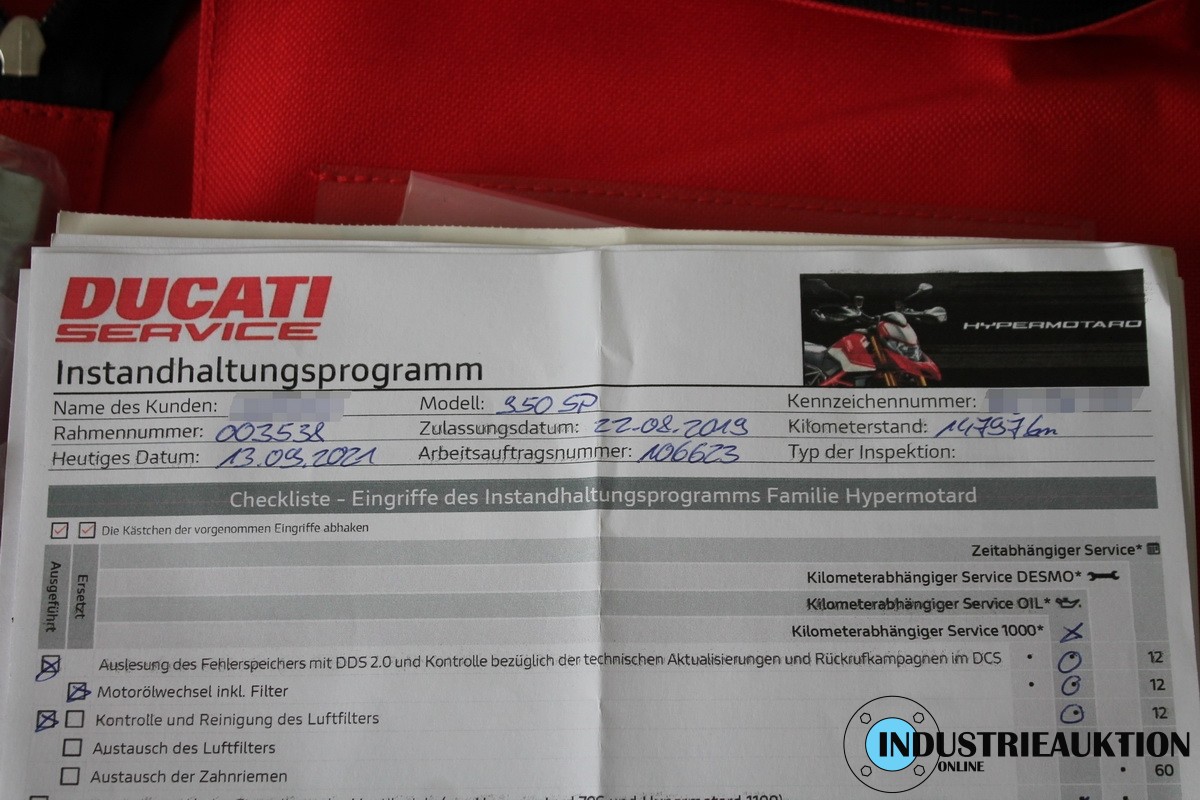 DUCATI
SERVICE
HYPERMOTARD
Instandhaltungsprogramm
Name des Kunden: Modell: 950 SP Kennzeichennummer:
Rahmennummer: 003538 Zulassungsdatum: 22.08.2019 Kilometerstand: 14797km
Heutiges Datum: 13.09.2021 Arbeitsauftragsnummer: 106623 Typ der Inspektion:
Checkliste - Eingriffe des Instandhaltungsprogramms Familie Hypermotard
Die Kästchen der vorgenommen Eingriffe abhaken
Ausgeführt
Ersetzt
Zeitabhängiger Service*
Kilometerabhängiger Service DESMO*
Kilometerabhängiger Service OIL*
Kilometerabhängiger Service 1000*
Auslesung des Fehlerspeichers mit DDS 2.0 und Kontrolle bezüglich der technischen Aktualisierungen und Rückrufkampagnen im DCS • • 12
Motorölwechsel inkl. Filter • • 12
Kontrolle und Reinigung des Luftfilters • 12
Austausch des Luftfilters
Austausch der Zahnriemen • 60
INDUSTRIEAUKTION
ONLINE